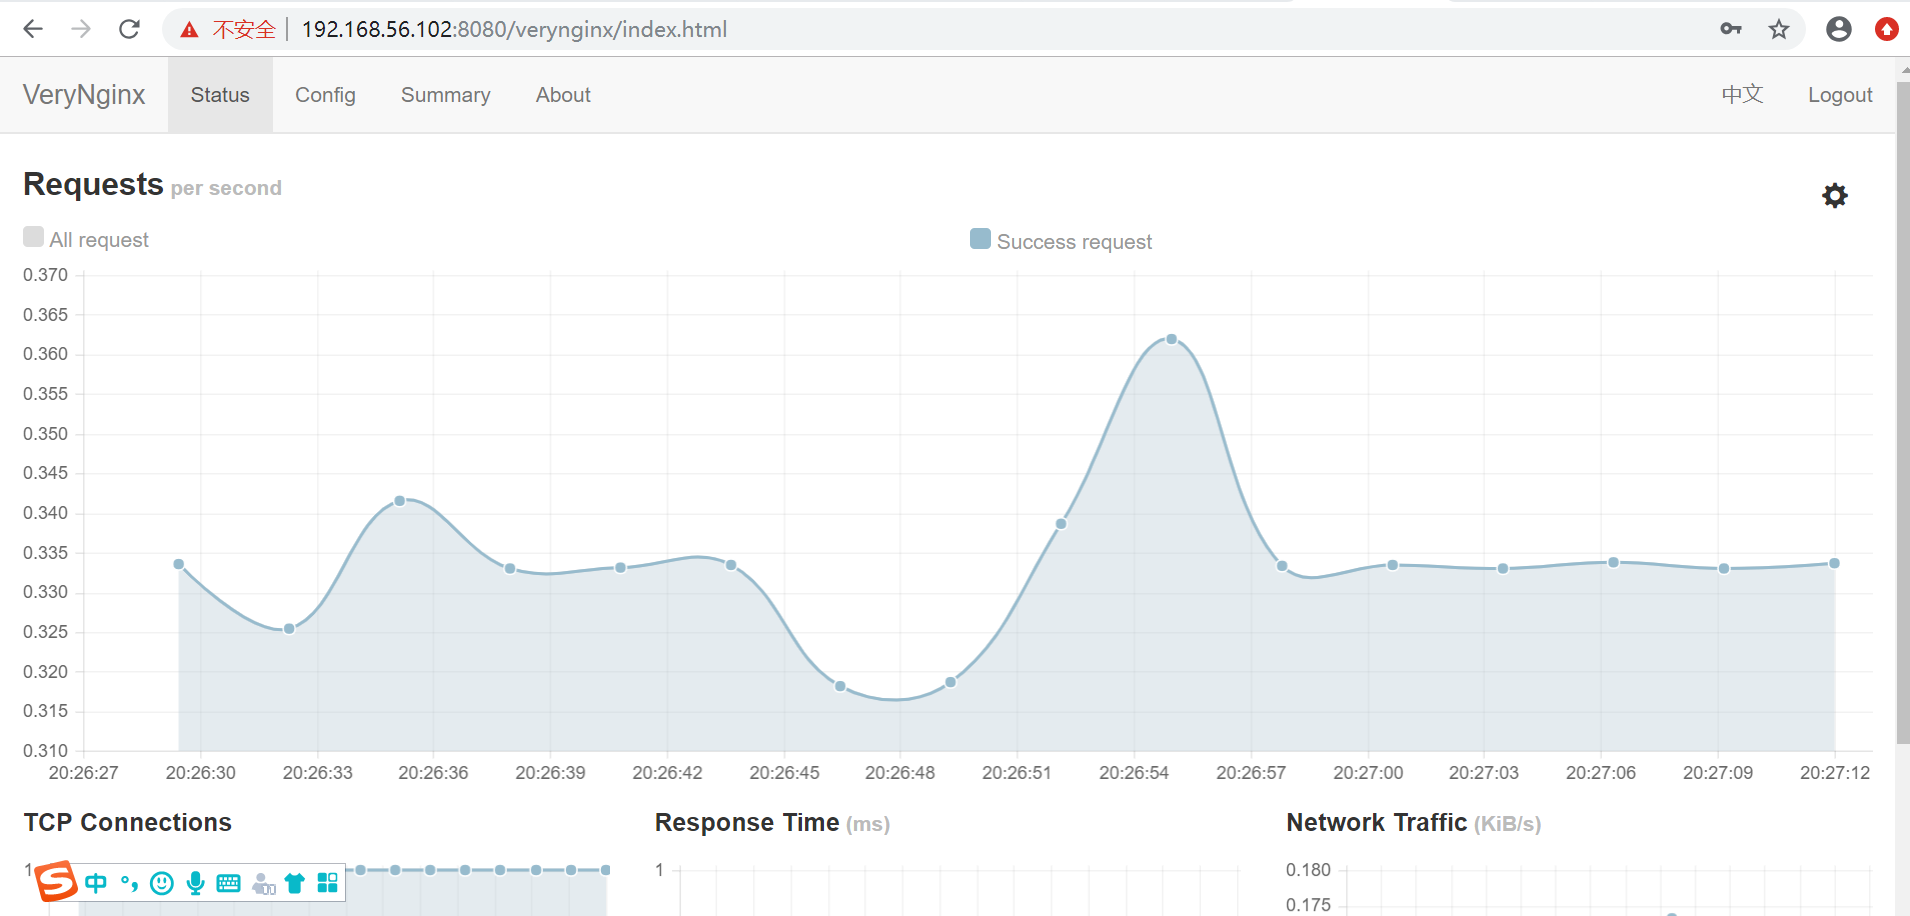 不安全 192.168.56.102:8080/verynginx/index.html
VeryNginx Status Config Summary About 中文 Logout
Requests per second
All request Success request
0.370
0.365
0.360
0.355
0.350
0.345
0.340
0.335
0.330
0.325
0.320
0.315
0.310
20:26:27 20:26:30 20:26:33 20:26:36 20:26:39 20:26:42 20:26:45 20:26:48 20:26:51 20:26:54 20:26:57 20:27:00 20:27:03 20:27:06 20:27:09 20:27:12
TCP Connections Response Time (ms) Network Traffic (KiB/s)
1 中 1 0.180
0.175